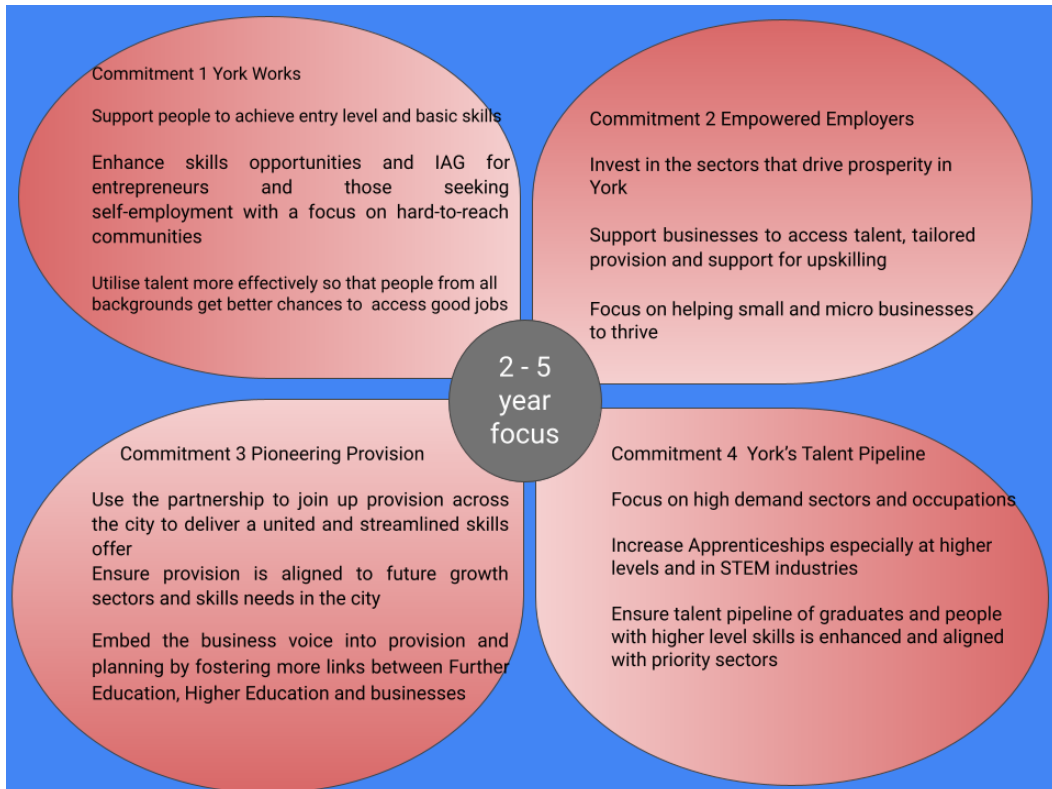 Commitment 1 York Works
Support people to achieve entry level and basic skills
Enhance skills opportunities and IAG for
entrepreneurs and those seeking
self-employment with a focus on hard-to-reach
communities
Utilise talent more effectively so that people from all
backgrounds get better chances to access good jobs
Commitment 2 Empowered Employers
Invest in the sectors that drive prosperity in
York
Support businesses to access talent, tailored
provision and support for upskilling
Focus on helping small and micro businesses
to thrive
2 - 5
year
focus
Commitment 3 Pioneering Provision
Use the partnership to join up provision across
the city to deliver a united and streamlined skills
offer
Ensure provision is aligned to future growth
sectors and skills needs in the city
Embed the business voice into provision and
planning by fostering more links between Further
Education, Higher Education and businesses
Commitment 4 York's Talent Pipeline
Focus on high demand sectors and occupations
Increase Apprenticeships especially at higher
levels and in STEM industries
Ensure talent pipeline of graduates and people
with higher level skills is enhanced and aligned
with priority sectors